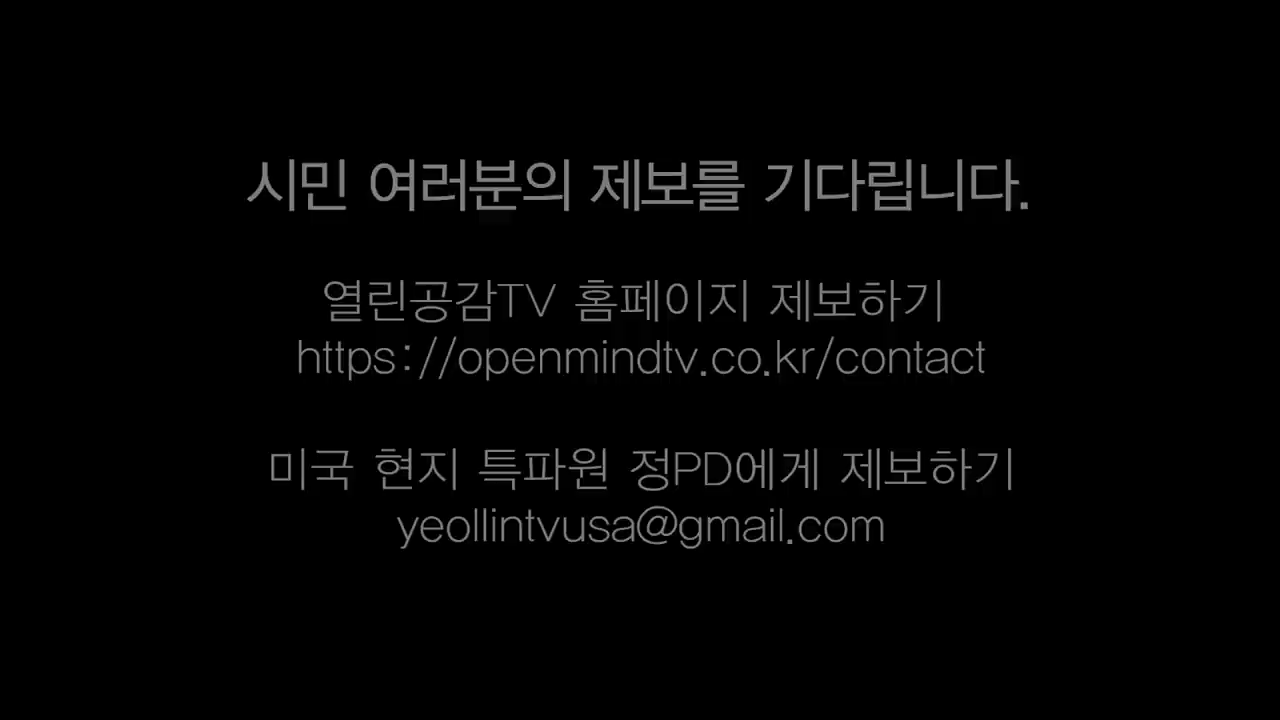 시민 여러분의 제보를 기다립니다.
열린공감TV 홈페이지 제보하기
https://openmindtv.co.kr/contact
미국 현지 특파원 정PD에게 제보하기
yeollintvusa@gmail.com